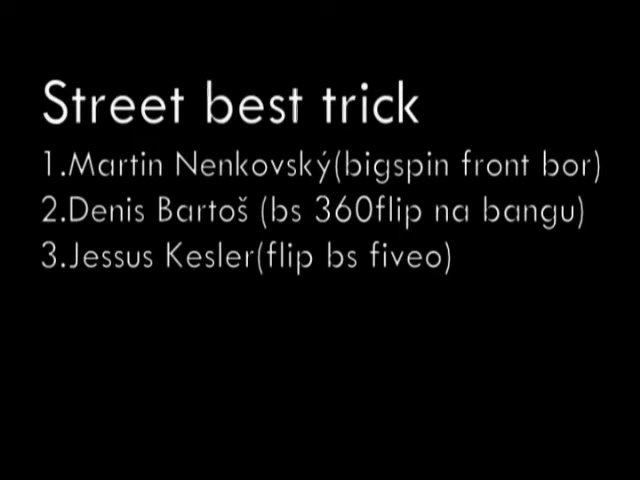 Street best trick
1.Martin Nenkovský(bigspin front bor)
2.Denis Bartoš (bs 360flip na bangu)
3.Jessus Kesler(flip bs fiveo)